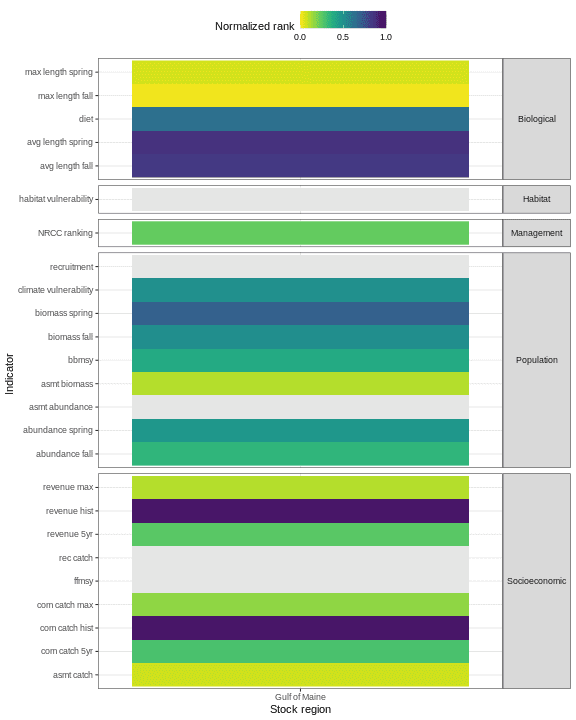 Normalized rank
0.0 0.5 1.0
max length spring
max length fall
diet
avg length spring
avg length fall
Biological
habitat vulnerability
Habitat
NRCC ranking
Management
recruitment
climate vulnerability
biomass spring
biomass fall
bbmsy
asmt biomass
asmt abundance
abundance spring
abundance fall
Population
revenue max
revenue hist
revenue 5yr
rec catch
ffmsy
com catch max
com catch hist
com catch 5yr
asmt catch
Socioeconomic
Indicator
Gulf of Maine
Stock region